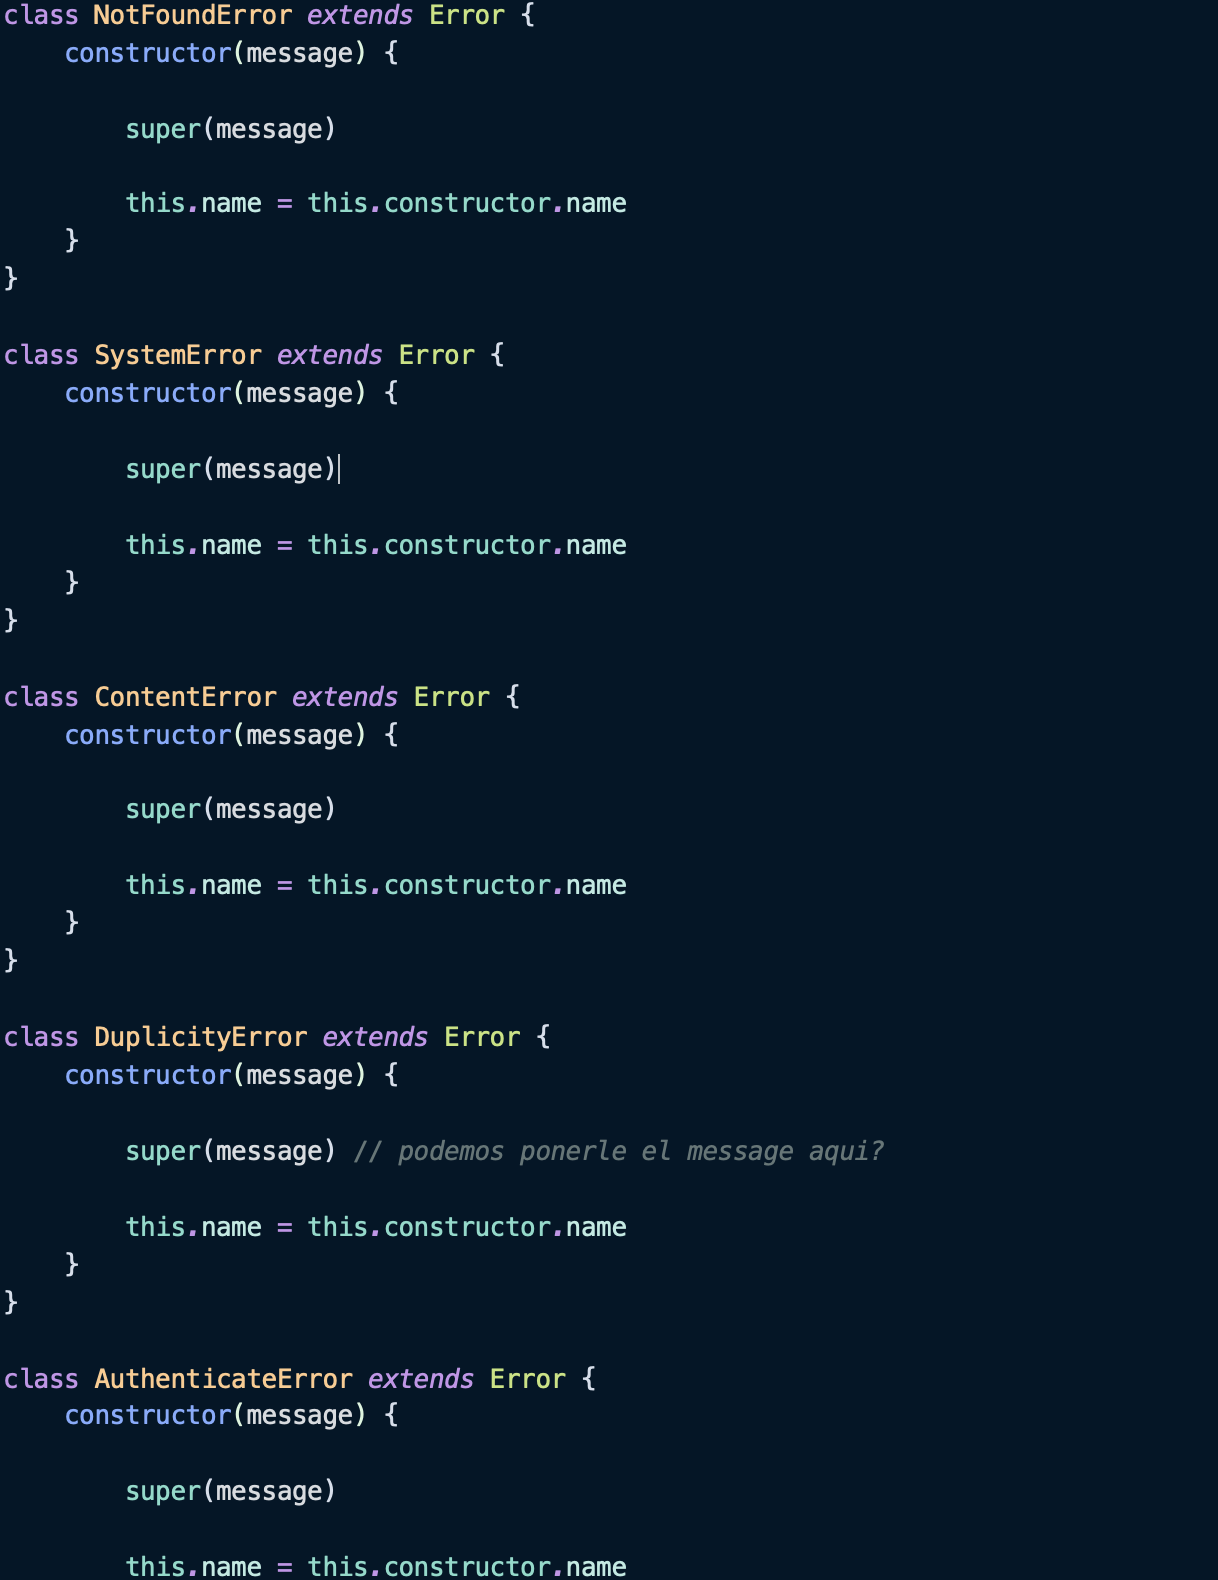 class NotFoundError extends Error {
    constructor(message) {
        super(message)
        this.name = this.constructor.name
    }
}
class SystemError extends Error {
    constructor(message) {
        super(message)
        this.name = this.constructor.name
    }
}
class ContentError extends Error {
    constructor(message) {
        super(message)
        this.name = this.constructor.name
    }
}
class DuplicityError extends Error {
    constructor(message) {
        super(message) // podemos ponerle el message aqui?
        this.name = this.constructor.name
    }
}
class AuthenticateError extends Error {
    constructor(message) {
        super(message)
        this.name = this.constructor.name